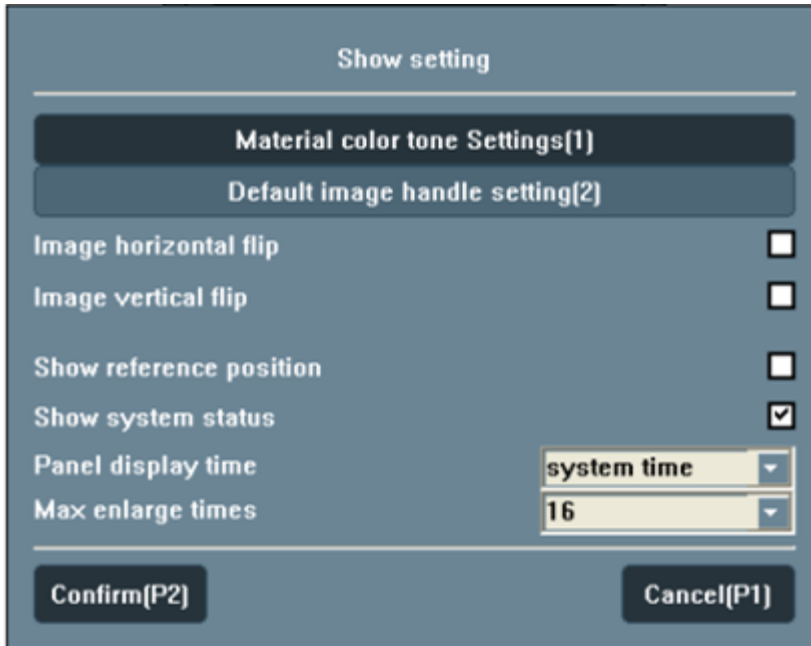 Show setting
Material color tone Settings(1)
Default image handle setting(2)
Image horizontal flip
Image vertical flip
Show reference position
Show system status
Panel display time system time
Max enlarge times 16
Confirm(P2) Cancel(P1)